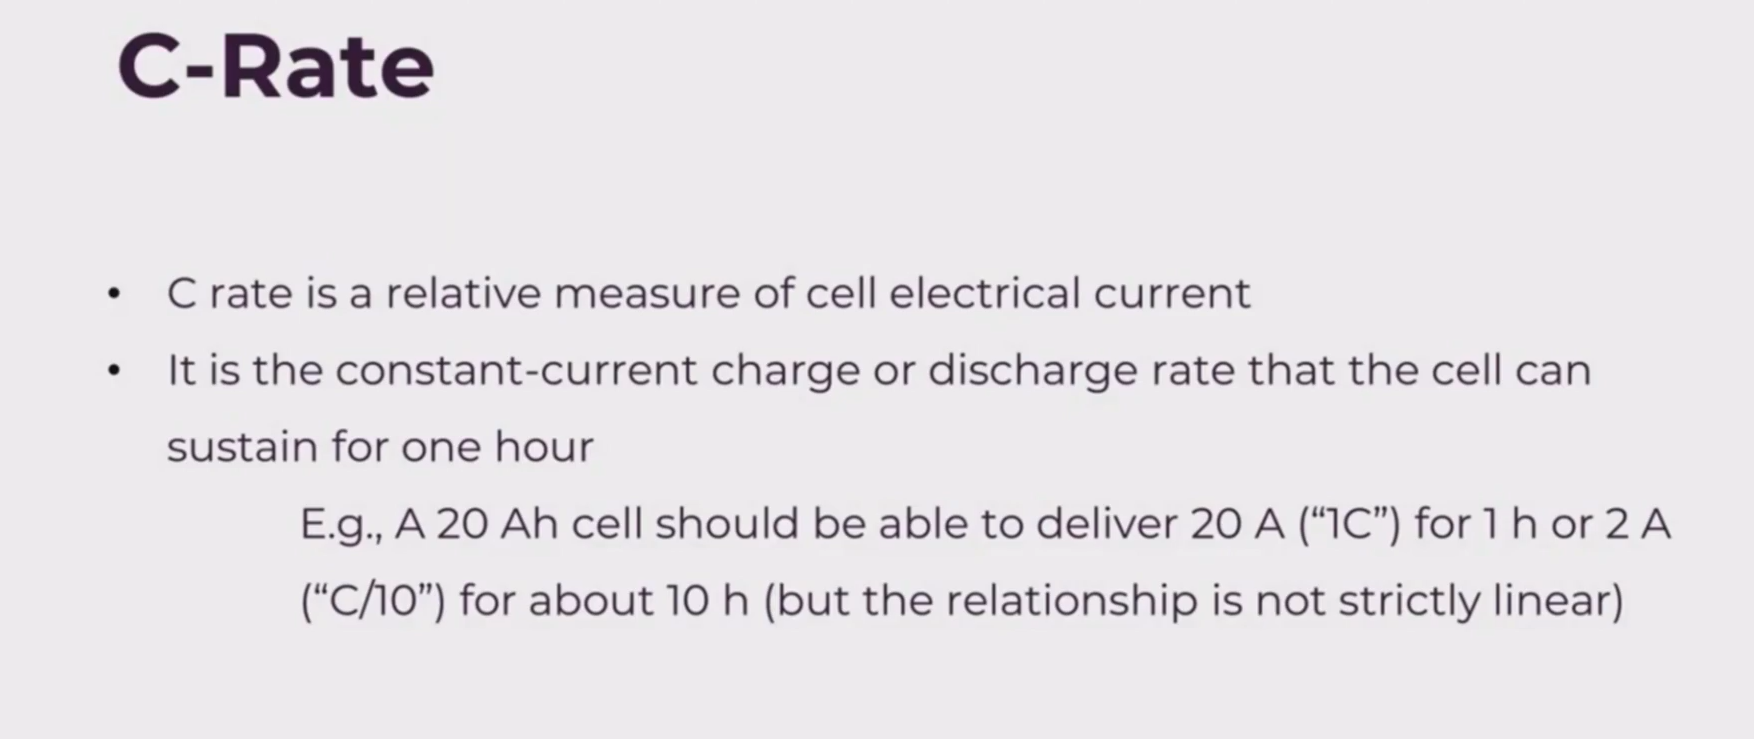 C-Rate
• C rate is a relative measure of cell electrical current
• It is the constant-current charge or discharge rate that the cell can
sustain for one hour
E.g., A 20 Ah cell should be able to deliver 20 A (“1C”) for 1 h or 2 A
(“C/10”) for about 10 h (but the relationship is not strictly linear)